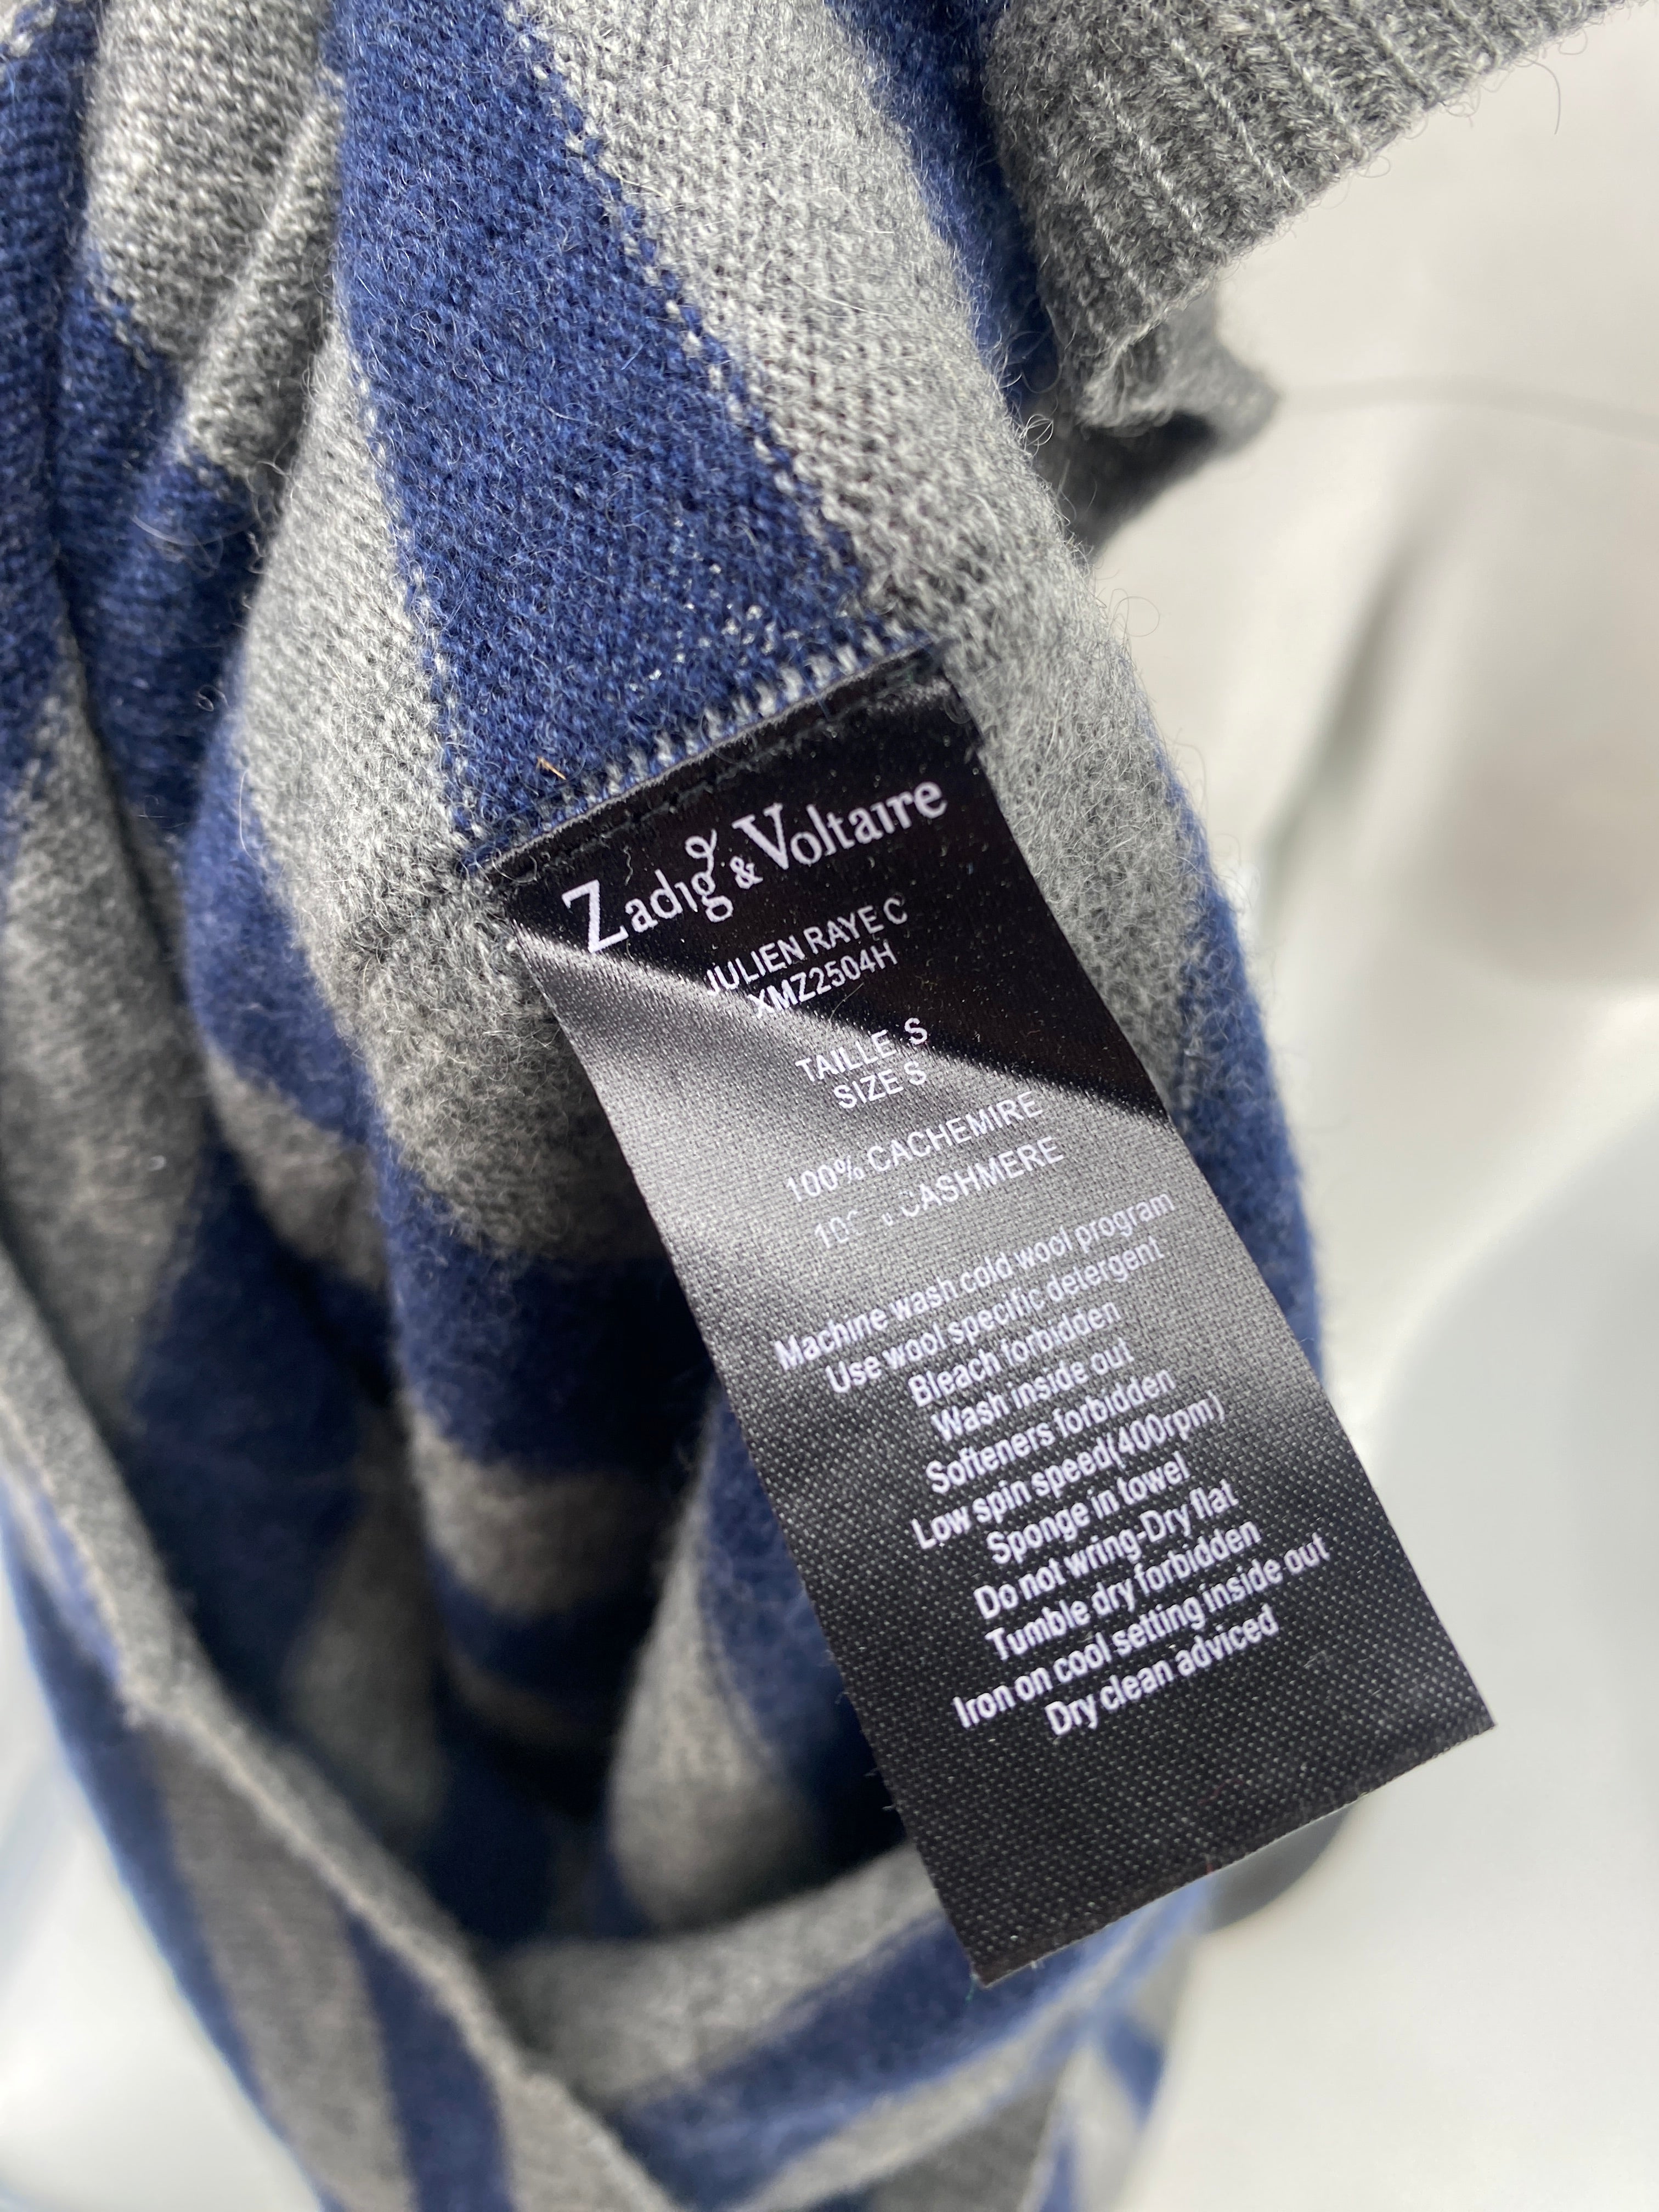 Zadig & Voltaire
JULIEN RAYE C
XMZ2504H
TAILLE S
SIZE S
100% CACHEMIRE
CASHMERE
Machine wash cold wool program
Use wool specific detergent
Bleach forbidden
Wash inside out
Softeners forbidden
Low spin speed(400rpm)
Sponge in towel
Do not wring-Dry flat
Tumble dry forbidden
Iron on cool setting inside out
Dry clean adviced